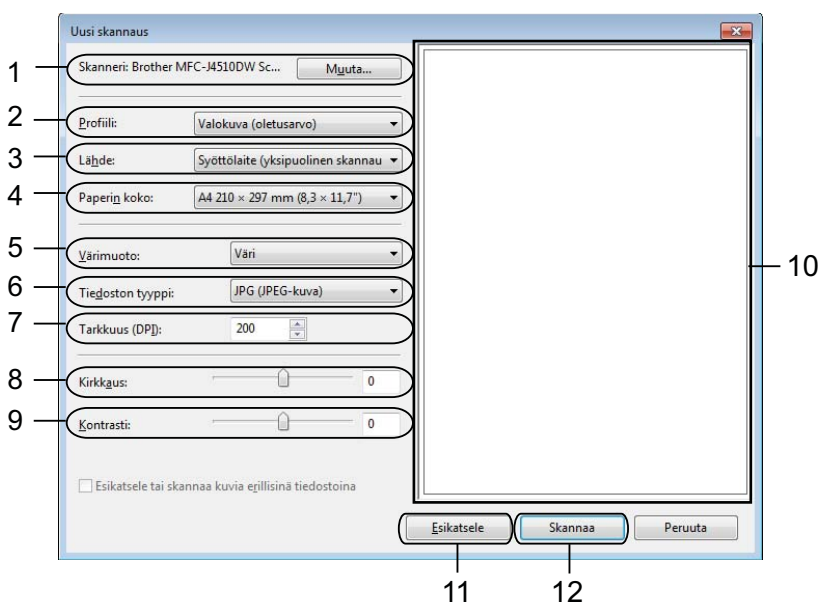 Uusi skannaus
1 Skanneri: Brother MFC-J4510DW Sc... Muuta...
2 Profiili: Valokuva (oletusarvo)
3 Lähde: Syöttölaite (yksipuolinen skannau
4 Paperin koko: A4 210 × 297 mm (8,3 × 11,7")
5 Värimuoto: Väri
6 Tiedoston tyyppi: JPG (JPEG-kuva)
7 Tarkkuus (DPI): 200
8 Kirkkaus: 0
9 Kontrasti: 0
10
Esikatsele tai skannaa kuvia erillisinä tiedostoina
Esikatsele Skannaa Peruuta
11 12